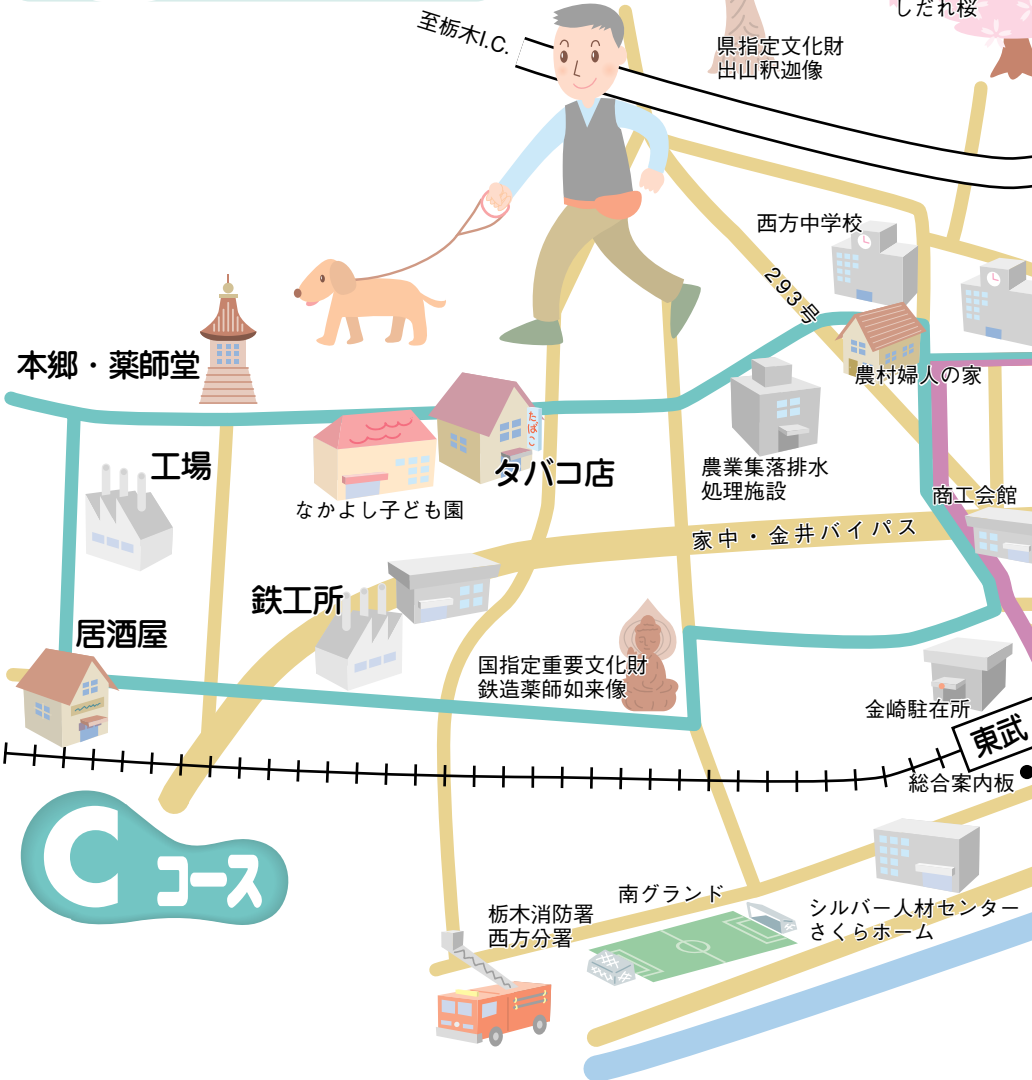 しだれ桜
至栃木I.C.
県指定文化財
出山釈迦像
西方中学校
293号
本郷・薬師堂
農村婦人の家
たばこ
タバコ店
工場
農業集落排水
処理施設
商工会館
なかよし子ども園
家中・金井バイパス
鉄工所
居酒屋
国指定重要文化財
鉄造薬師如来像
金崎駐在所
東武
総合案内板
Cコース
南グランド
シルバー人材センター
さくらホーム
栃木消防署
西方分署